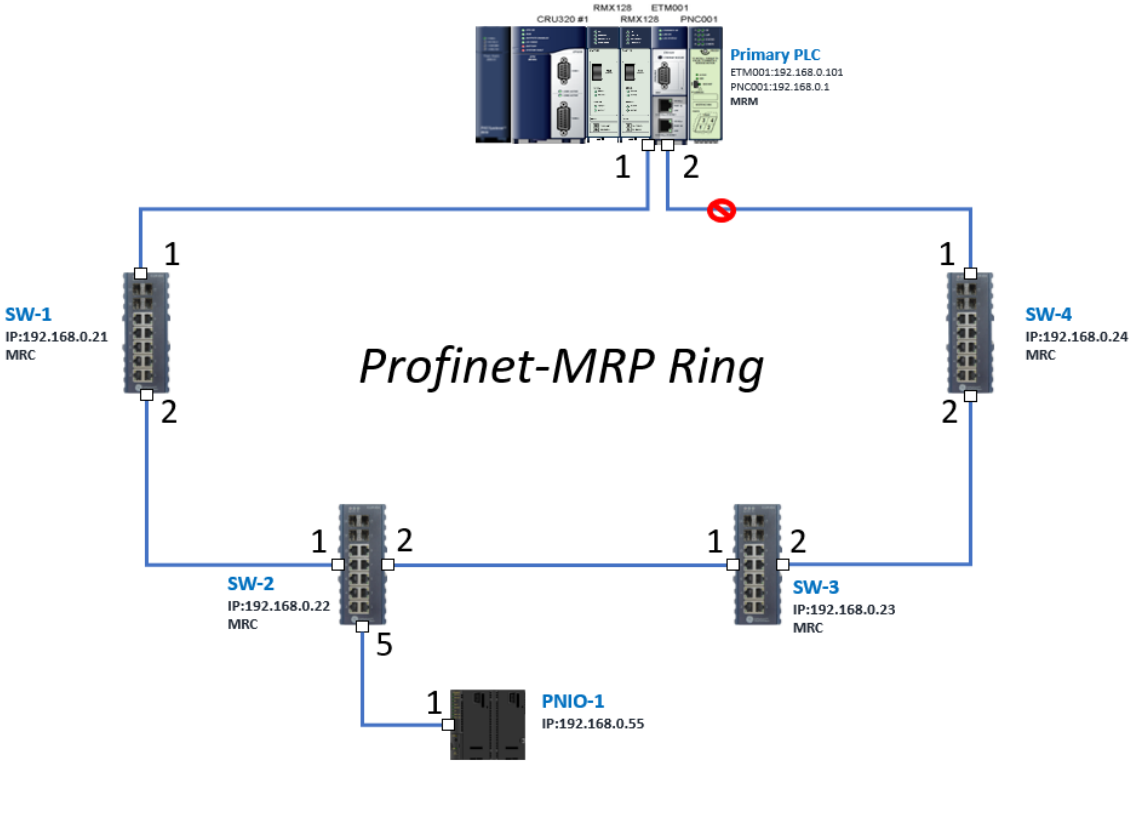 RMX128 ETM001
CRU320 #1 RMX128 PNC001
Primary PLC
ETM001:192.168.0.101
PNC001:192.168.0.1
MRM
1 2
1 1
SW-1
IP:192.168.0.21
MRC
SW-4
IP:192.168.0.24
MRC
Profinet-MRP Ring
2 2
1 2 1 2
SW-2
IP:192.168.0.22
MRC
SW-3
IP:192.168.0.23
MRC
5
1
PNIO-1
IP:192.168.0.55